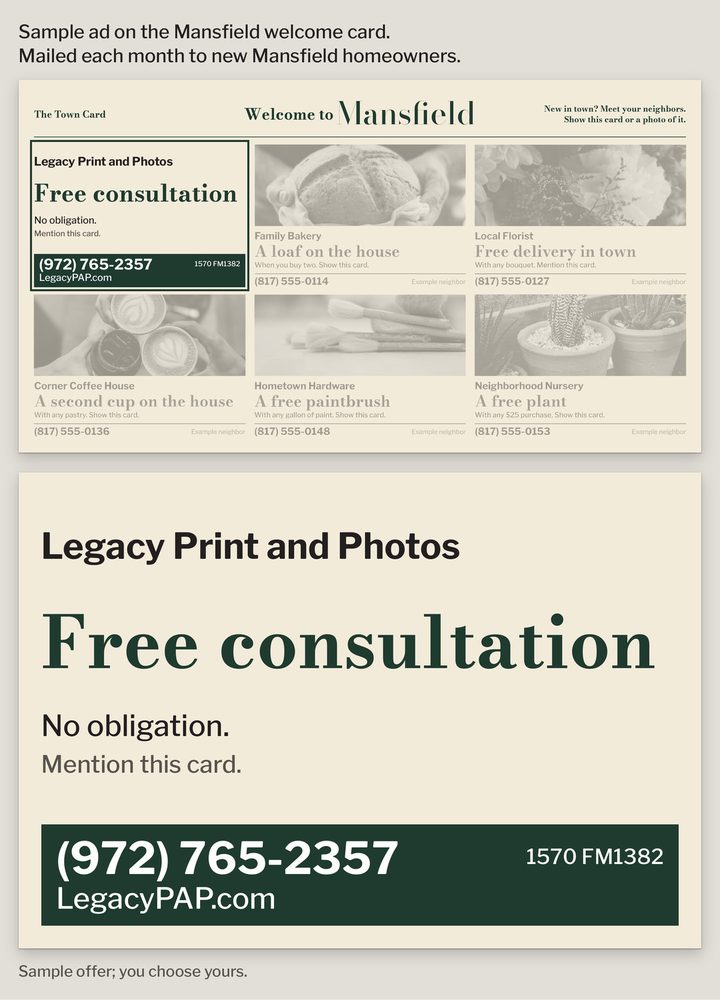 Sample ad on the Mansfield welcome card.
Mailed each month to new Mansfield homeowners.
The Town Card
Welcome to Mansfield
New in town? Meet your neighbors.
Show this card or a photo of it.
Legacy Print and Photos
Free consultation
No obligation.
Mention this card.
(972) 765-2357
1570 FM1382
LegacyPAP.com
Family Bakery
A loaf on the house
When you buy two. Show this card.
(817) 555-0114
Example neighbor
Local Florist
Free delivery in town
With any bouquet. Mention this card.
(817) 555-0127
Example neighbor
Corner Coffee House
A second cup on the house
With any pastry. Show this card.
(817) 555-0136
Example neighbor
Hometown Hardware
A free paintbrush
With any gallon of paint. Show this card.
(817) 555-0148
Example neighbor
Neighborhood Nursery
A free plant
With any $25 purchase. Show this card.
(817) 555-0153
Example neighbor
Legacy Print and Photos
Free consultation
No obligation.
Mention this card.
(972) 765-2357
1570 FM1382
LegacyPAP.com
Sample offer; you choose yours.